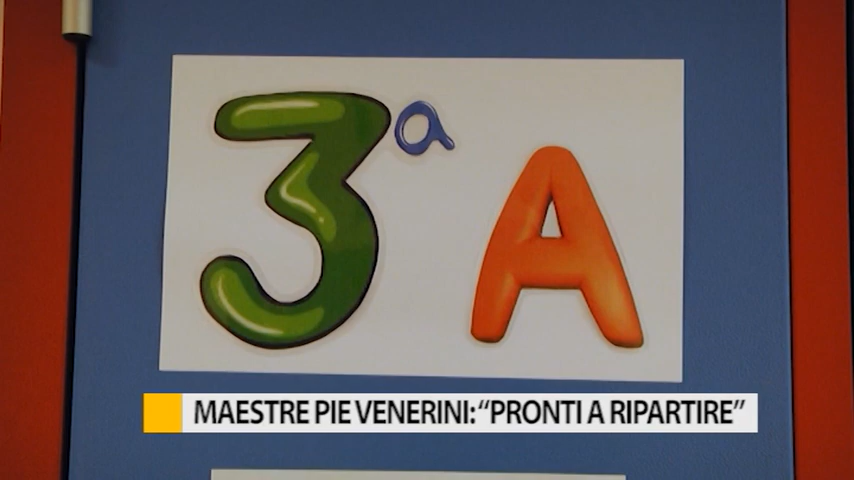 3ª A
MAESTRE PIE VENERINI: “PRONTI A RIPARTIRE”